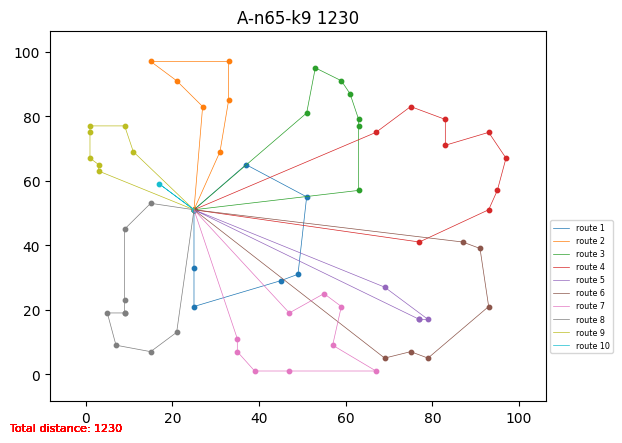 A-n65-k9 1230
100
80
60
40
20
0
0 20 40 60 80 100
route 1
route 2
route 3
route 4
route 5
route 6
route 7
route 8
route 9
route 10
Total distance: 1230